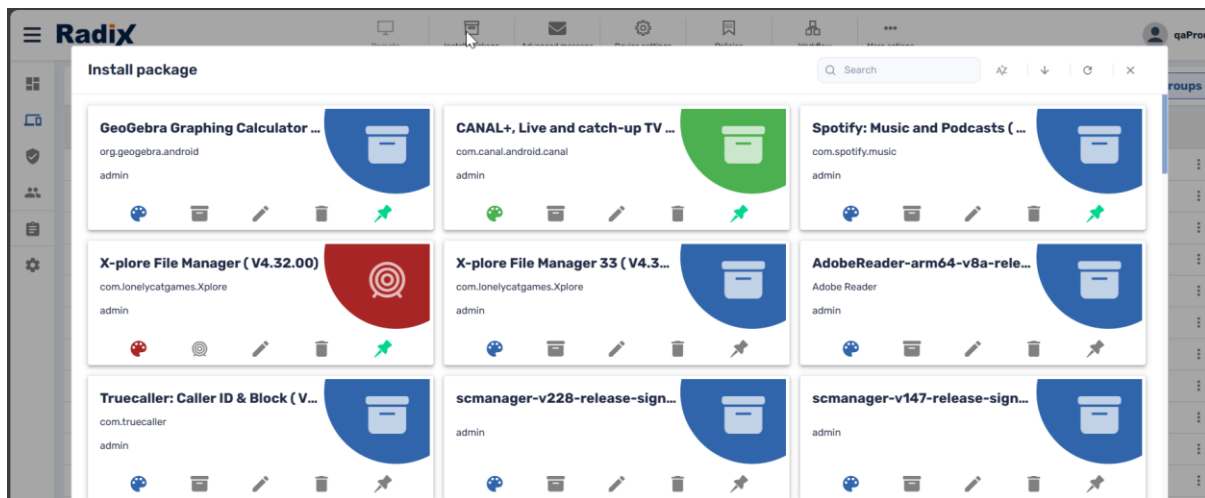 Radix
qaPro
Install package
Search
roups
GeoGebra Graphing Calculator ...
org.geogebra.android
admin
CANAL+, Live and catch-up TV ...
com.canal.android.canal
admin
Spotify: Music and Podcasts ( ...
com.spotify.music
admin
X-plore File Manager ( V4.32.00)
com.lonelycatgames.Xplore
admin
X-plore File Manager 33 ( V4.3...
com.lonelycatgames.Xplore
admin
AdobeReader-arm64-v8a-rele...
Adobe Reader
admin
Truecaller: Caller ID & Block ( V...
com.truecaller
admin
scmanager-v228-release-sign...
admin
scmanager-v147-release-sign...
admin